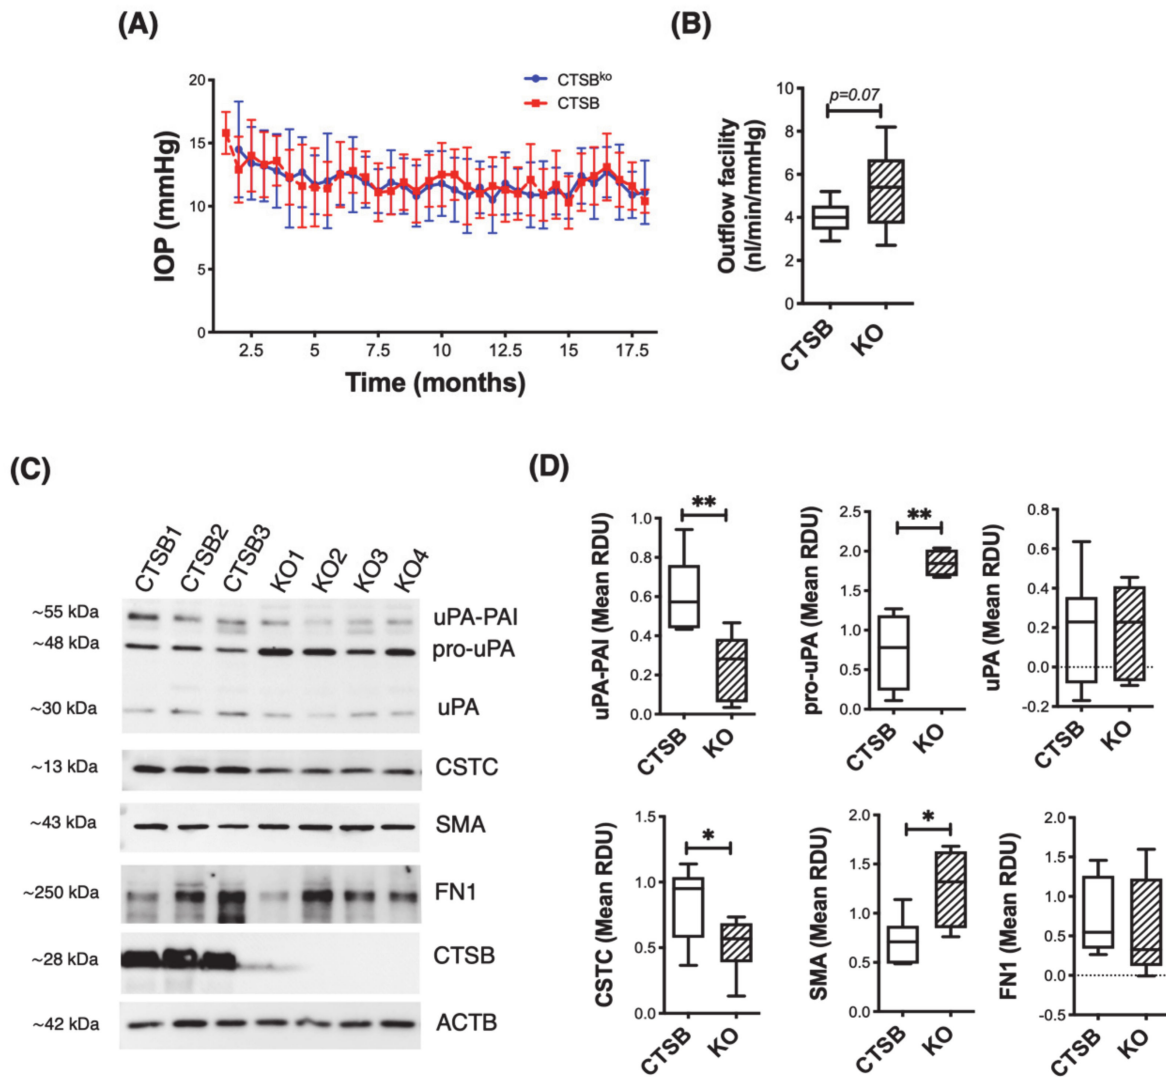 (A)
CTSBko
CTSB
IOP (mmHg)
20
15
10
5
0
2.5 5 7.5 10 12.5 15 17.5
Time (months)
(B)
p=0.07
Outflow facility
(nl/min/mmHg)
10
8
6
4
2
0
CTSB KO
(C)
CTSB1 CTSB2 CTSB3 KO1 KO2 KO3 KO4
~55 kDa uPA-PAI
~48 kDa pro-uPA
~30 kDa uPA
~13 kDa CSTC
~43 kDa SMA
~250 kDa FN1
~28 kDa CTSB
~42 kDa ACTB
(D)
uPA-PAI (Mean RDU)
1.0
0.8
0.6
0.4
0.2
0.0
**
CTSB KO
pro-uPA (Mean RDU)
2.5
2.0
1.5
1.0
0.5
0.0
**
CTSB KO
uPA (Mean RDU)
0.8
0.6
0.4
0.2
0.0
-0.2
CTSB KO
CSTC (Mean RDU)
1.5
1.0
0.5
0.0
*
CTSB KO
SMA (Mean RDU)
2.0
1.5
1.0
0.5
0.0
*
CTSB KO
FN1 (Mean RDU)
2.0
1.5
1.0
0.5
0.0
-0.5
CTSB KO